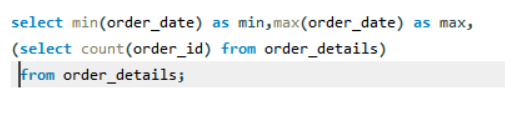 select min(order_date) as min,max(order_date) as max,
(select count(order_id) from order_details)
from order_details;